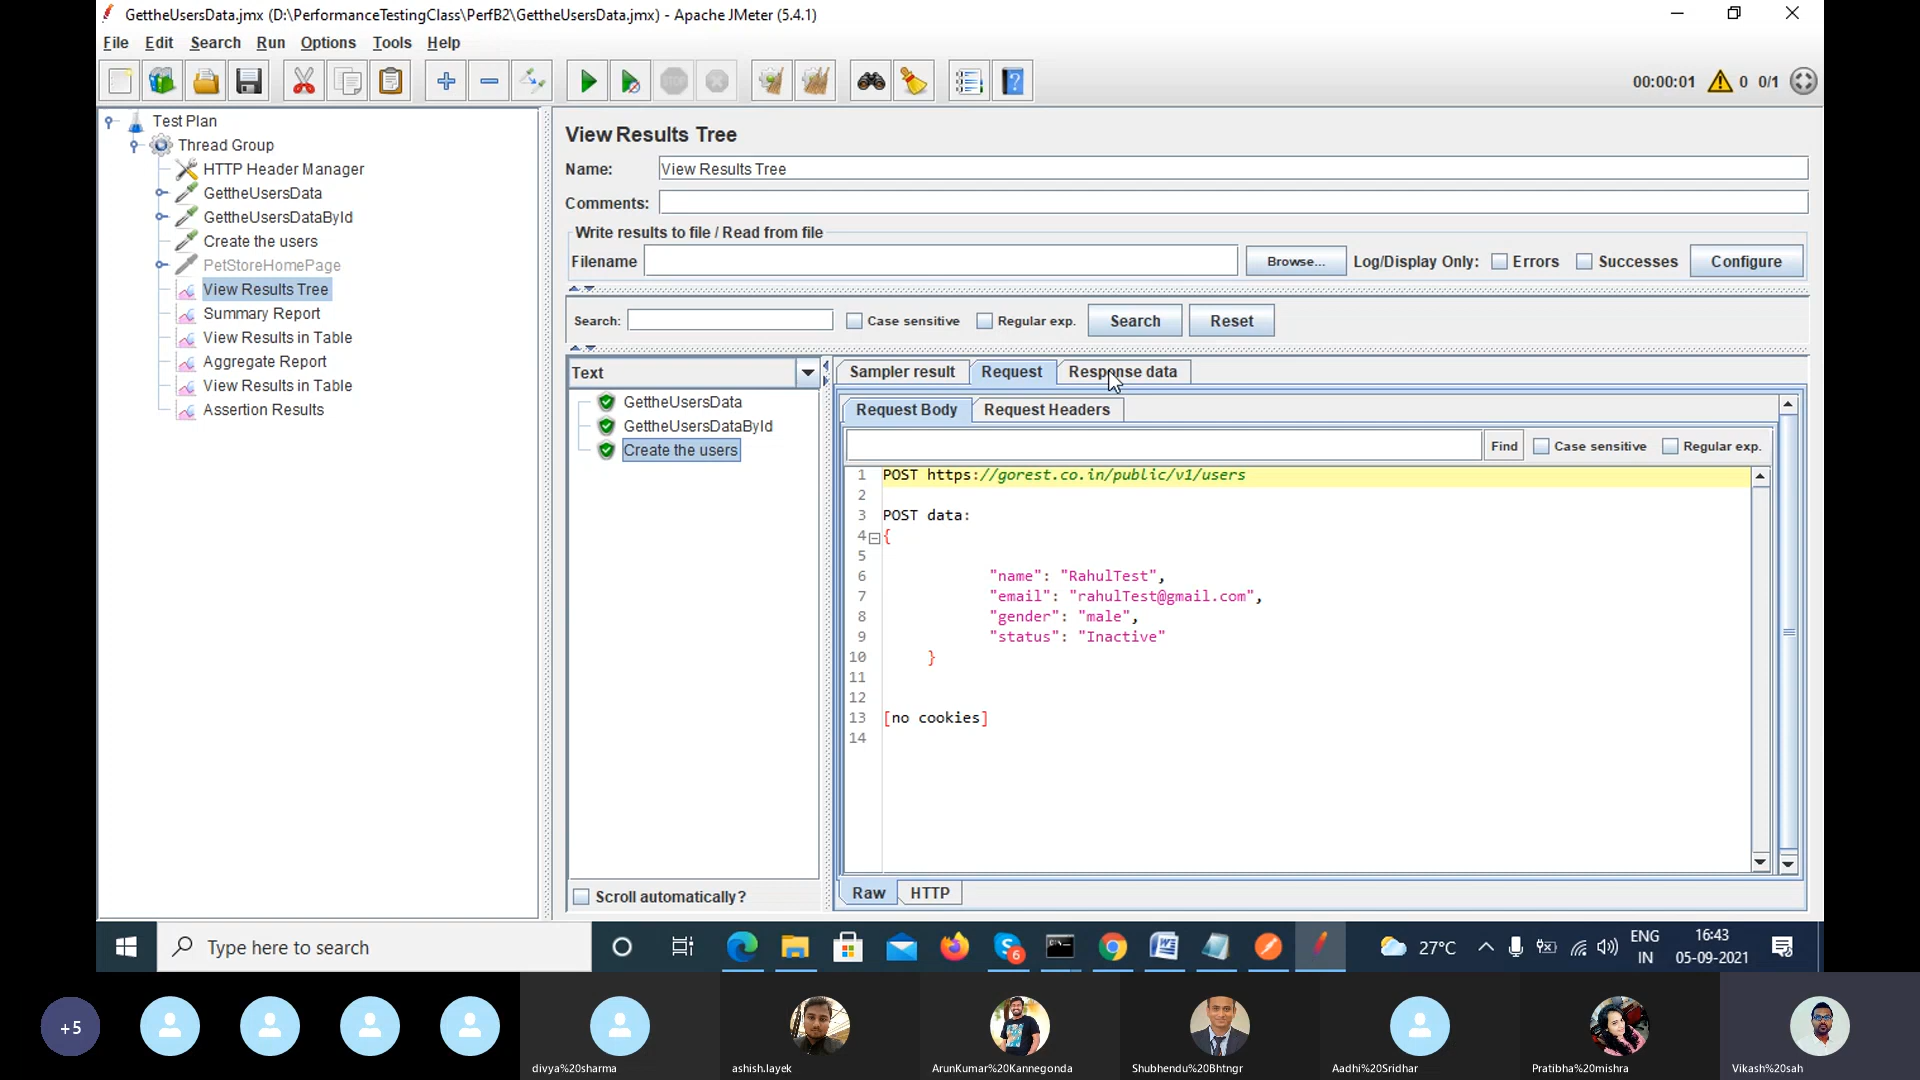 GettheUsersData.jmx (D:\PerformanceTestingClass\PerfB2\GettheUsersData.jmx) - Apache JMeter (5.4.1)
File Edit Search Run Options Tools Help
00:00:01 0 0/1
Test Plan
Thread Group
HTTP Header Manager
GettheUsersData
GettheUsersDataById
Create the users
PetStoreHomePage
View Results Tree
Summary Report
View Results in Table
Aggregate Report
View Results in Table
Assertion Results
View Results Tree
Name: View Results Tree
Comments:
Write results to file / Read from file
Filename Browse... Log/Display Only: Errors Successes Configure
Search: Case sensitive Regular exp. Search Reset
Text
GettheUsersData
GettheUsersDataById
Create the users
Scroll automatically?
Sampler result Request Response data
Request Body Request Headers
Find Case sensitive Regular exp.
1 POST https://gorest.co.in/public/v1/users
2
3 POST data:
4 {
5
6 "name": "RahulTest",
7 "email": "rahulTest@gmail.com",
8 "gender": "male",
9 "status": "Inactive"
10 }
11
12
13 [no cookies]
14
Raw HTTP
Type here to search
6
27°C
ENG
IN
16:43
05-09-2021
+5
divya%20sharma
ashish.layek
ArunKumar%20Kannegonda
Shubhendu%20Bhtngr
Aadhi%20Sridhar
Pratibha%20mishra
Vikash%20sah